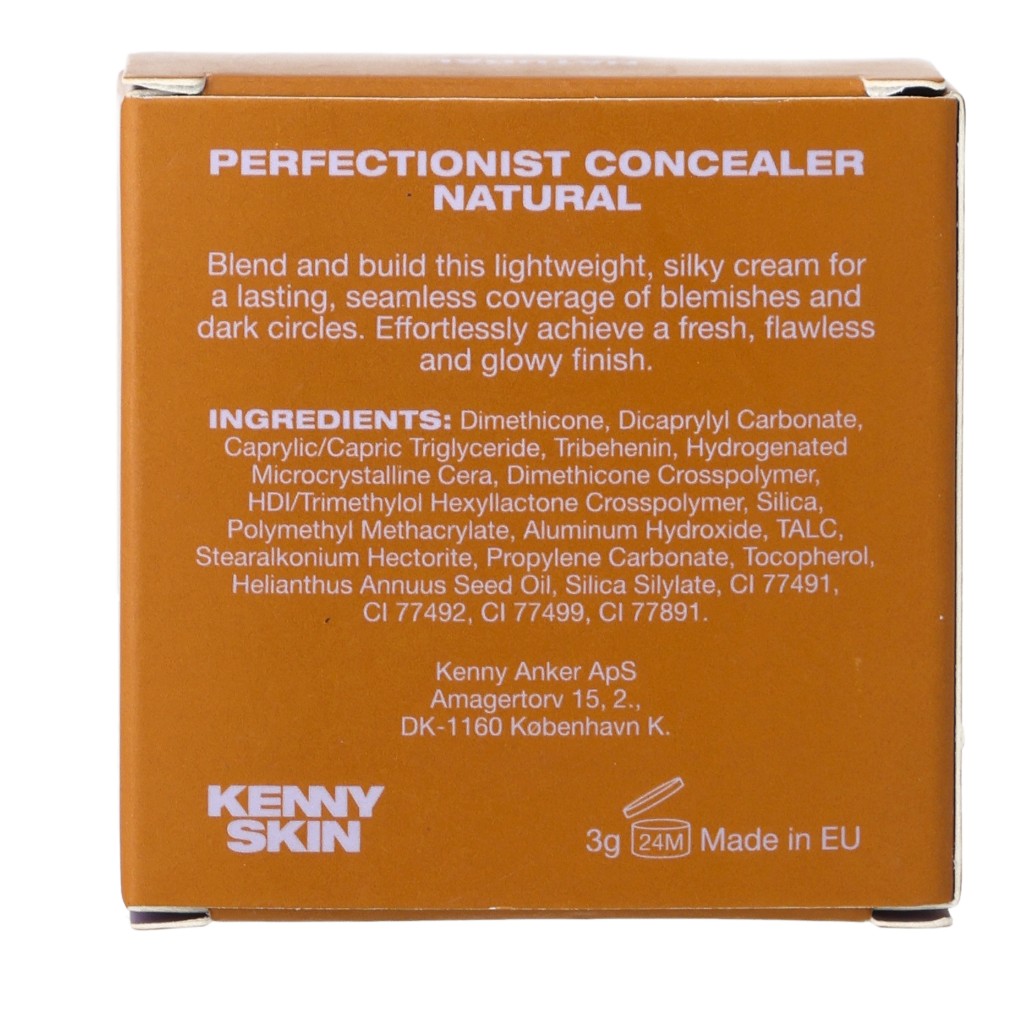 PERFECTIONIST CONCEALER
NATURAL
Blend and build this lightweight, silky cream for
a lasting, seamless coverage of blemishes and
dark circles. Effortlessly achieve a fresh, flawless
and glowy finish.
INGREDIENTS: Dimethicone, Dicaprylyl Carbonate,
Caprylic/Capric Triglyceride, Tribehenin, Hydrogenated
Microcrystalline Cera, Dimethicone Crosspolymer,
HDI/Trimethylol Hexyllactone Crosspolymer, Silica,
Polymethyl Methacrylate, Aluminum Hydroxide, TALC,
Stearalkonium Hectorite, Propylene Carbonate, Tocopherol,
Helianthus Annuus Seed Oil, Silica Silylate, CI 77491,
CI 77492, CI 77499, CI 77891.
Kenny Anker ApS
Amagertorv 15, 2.,
DK-1160 København K.
KENNY
SKIN
3g 24M Made in EU